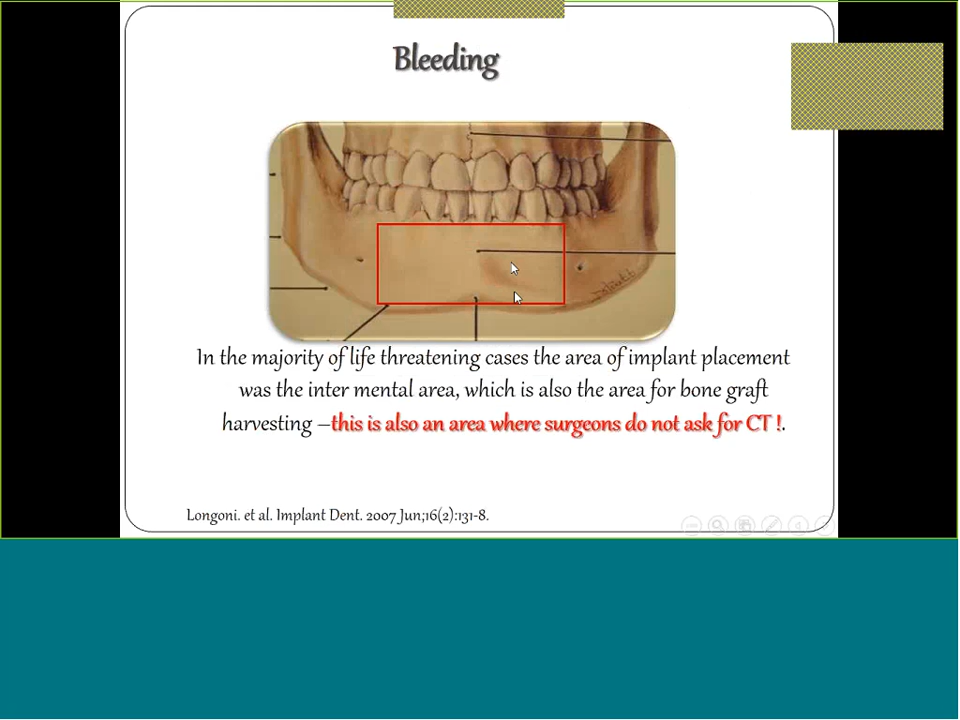 Bleeding
In the majority of life threatening cases the area of implant placement
was the inter mental area, which is also the area for bone graft
harvesting –this is also an area where surgeons do not ask for CT !.
Longoni. et al. Implant Dent. 2007 Jun;16(2):131-8.